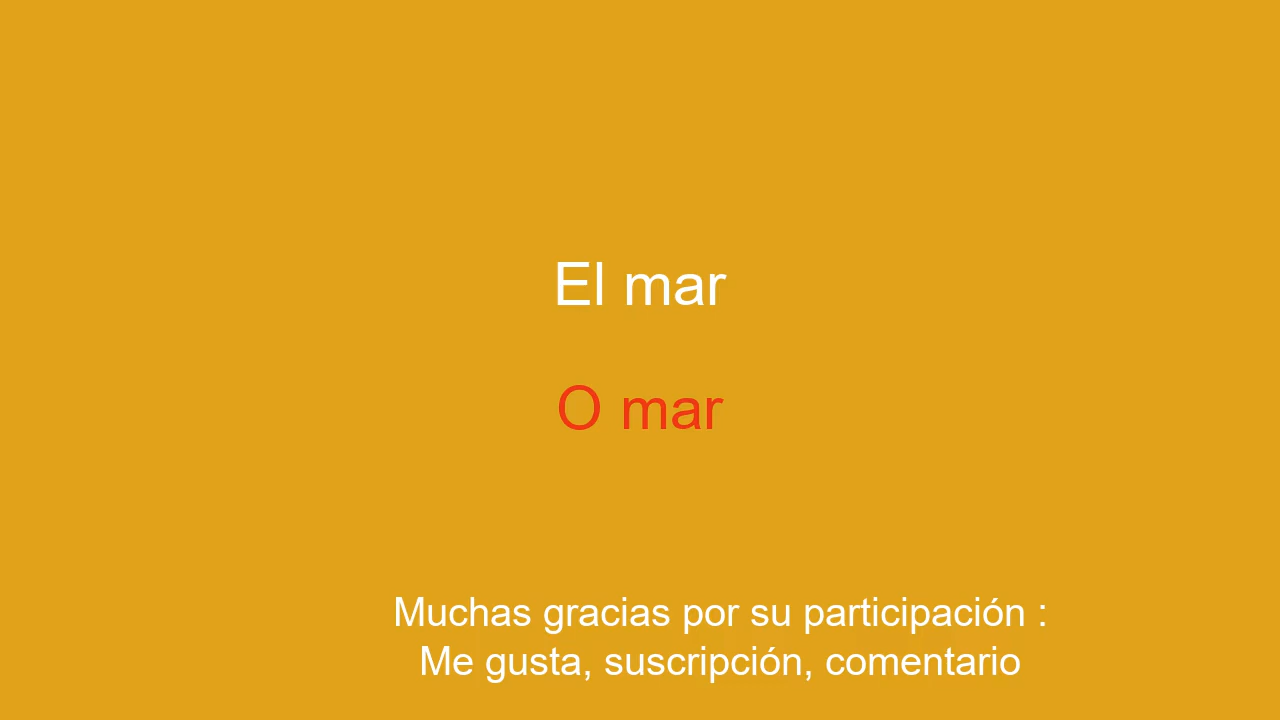 El mar
O mar
Muchas gracias por su participación :
Me gusta, suscripción, comentario